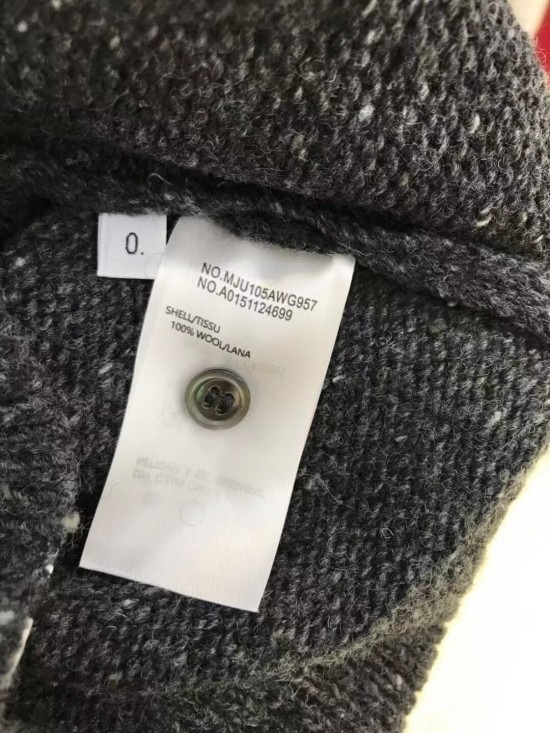 0.
NO.MJU105AWG957
NO.A0151124699
SHELL/TISSU
100% WOOL/LANA